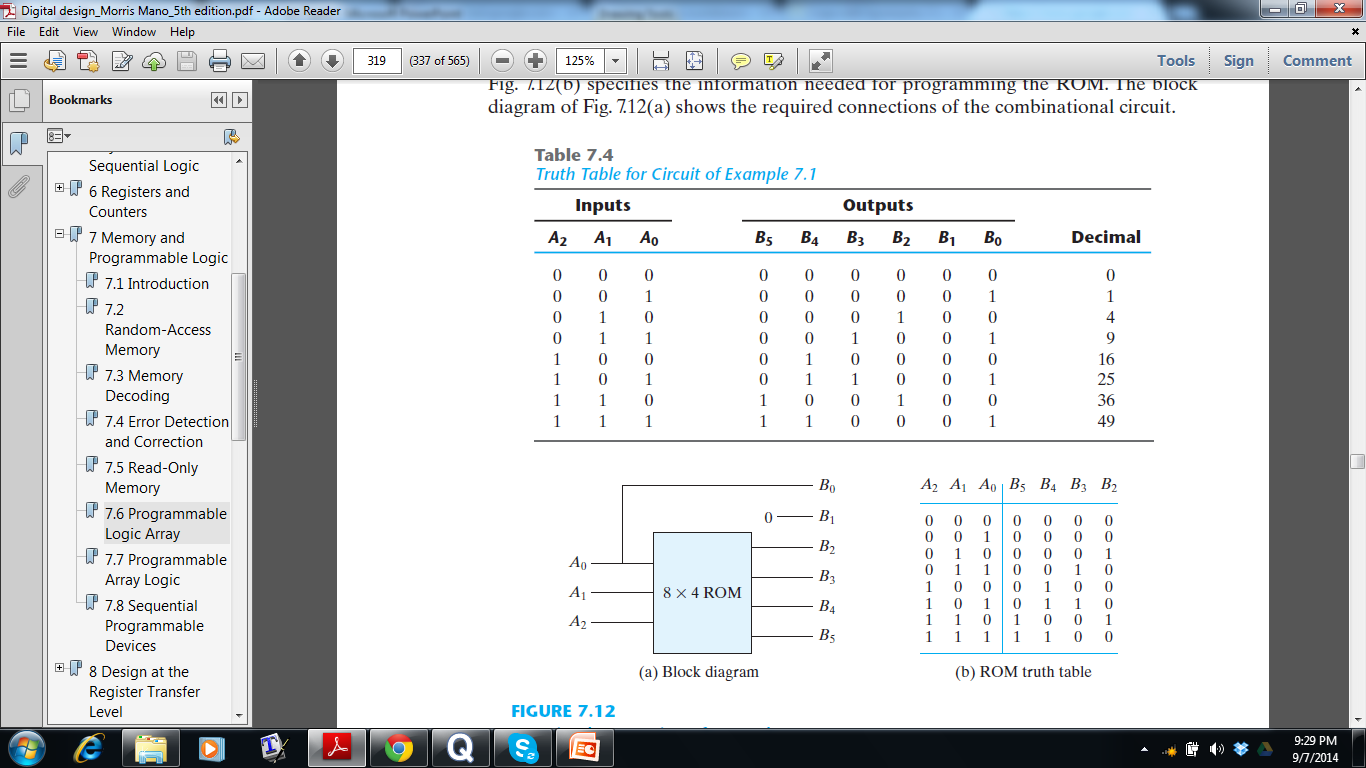 Digital design_Morris Mano_5th edition.pdf - Adobe Reader
File Edit View Window Help
319 (337 of 565) 125% Tools Sign Comment
Bookmarks
Sequential Logic
6 Registers and
Counters
7 Memory and
Programmable Logic
7.1 Introduction
7.2
Random-Access
Memory
7.3 Memory
Decoding
7.4 Error Detection
and Correction
7.5 Read-Only
Memory
7.6 Programmable
Logic Array
7.7 Programmable
Array Logic
7.8 Sequential
Programmable
Devices
8 Design at the
Register Transfer
Level
Fig. 7.12(b) specifies the information needed for programming the ROM. The block
diagram of Fig. 7.12(a) shows the required connections of the combinational circuit.
Table 7.4
Truth Table for Circuit of Example 7.1
Inputs Outputs
A₂ A₁ A₀ B₅ B₄ B₃ B₂ B₁ B₀ Decimal
0 0 0 0 0 0 0 0 0 0
0 0 1 0 0 0 0 0 1 1
0 1 0 0 0 0 1 0 0 4
0 1 1 0 0 1 0 0 1 9
1 0 0 0 1 0 0 0 0 16
1 0 1 0 1 1 0 0 1 25
1 1 0 1 0 0 1 0 0 36
1 1 1 1 1 0 0 0 1 49
B₀
0 B₁
B₂
A₀
B₃
A₁ 8 × 4 ROM
B₄
A₂
B₅
(a) Block diagram
A₂ A₁ A₀ B₅ B₄ B₃ B₂
0 0 0 0 0 0 0
0 0 1 0 0 0 0
0 1 0 0 0 0 1
0 1 1 0 0 1 0
1 0 0 0 1 0 0
1 0 1 0 1 1 0
1 1 0 1 0 0 1
1 1 1 1 1 0 0
(b) ROM truth table
FIGURE 7.12
9:29 PM
9/7/2014